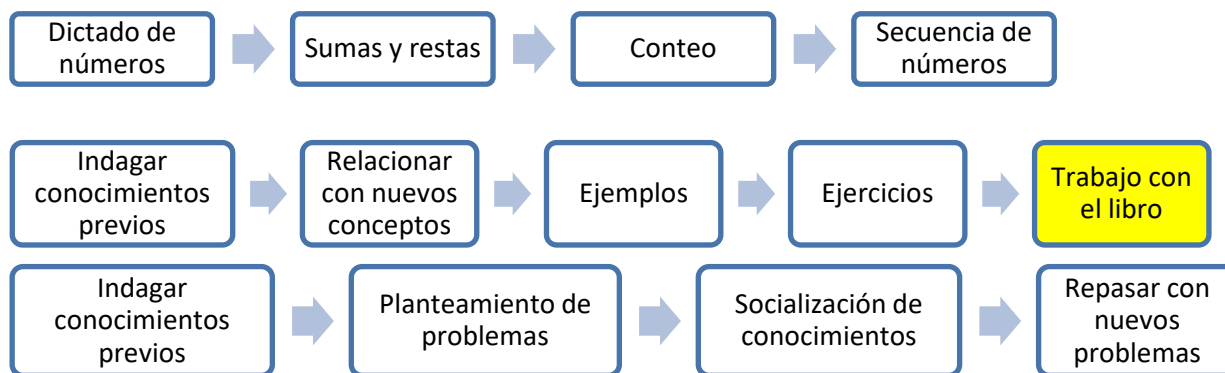 Dictado de
números
Sumas y restas
Conteo
Secuencia de
números
Indagar
conocimientos
previos
Relacionar
con nuevos
conceptos
Ejemplos
Ejercicios
Trabajo con
el libro
Indagar
conocimientos
previos
Planteamiento de
problemas
Socialización de
conocimientos
Repasar con
nuevos
problemas